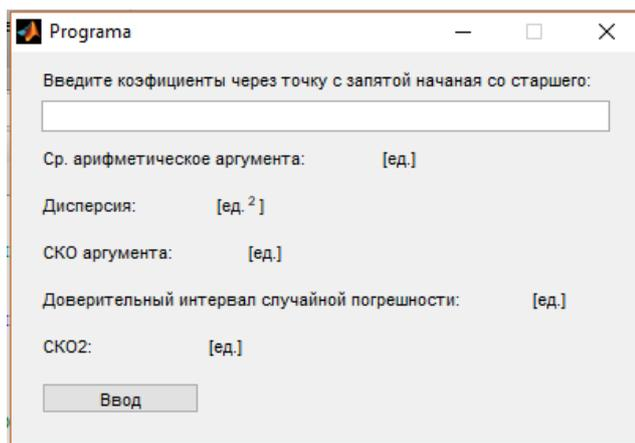 Programa
Введите коэфициенты через точку с запятой начаная со старшего:
Ср. арифметическое аргумента: [ед.]
Дисперсия: [ед. 2 ]
СКО аргумента: [ед.]
Доверительный интервал случайной погрешности: [ед.]
СКО2: [ед.]
Ввод